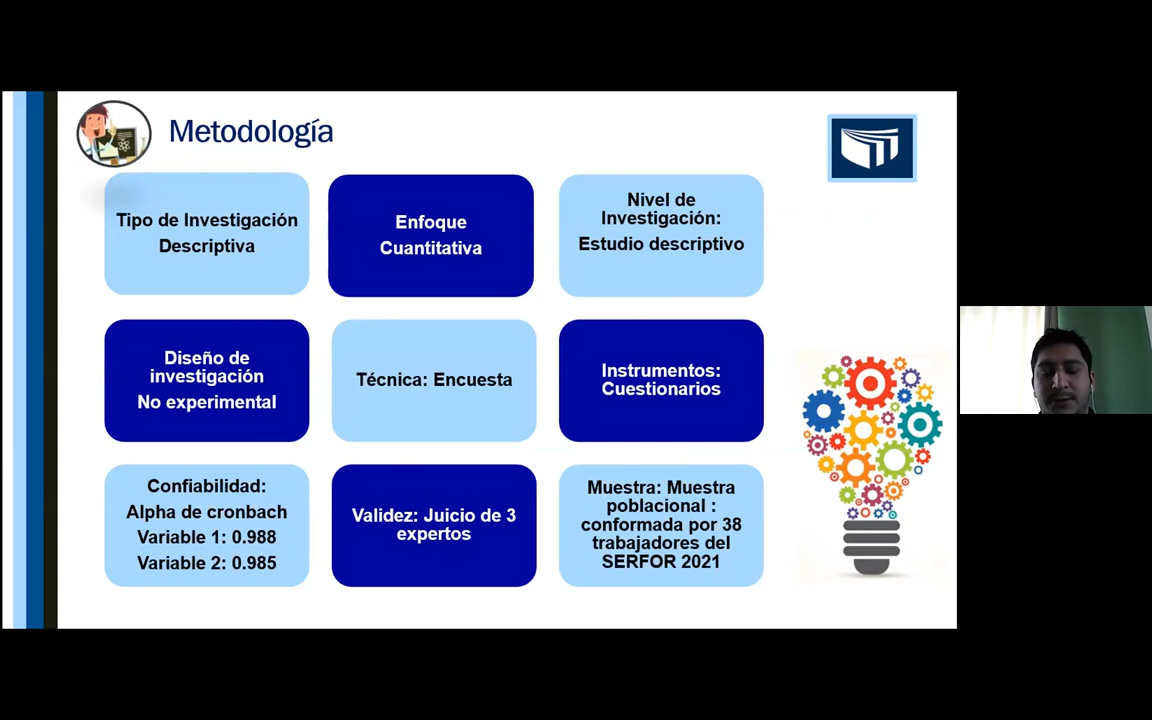 Metodología
Tipo de Investigación
Descriptiva
Enfoque
Cuantitativa
Nivel de
Investigación:
Estudio descriptivo
Diseño de
investigación
No experimental
Técnica: Encuesta
Instrumentos:
Cuestionarios
Confiabilidad:
Alpha de cronbach
Variable 1: 0.988
Variable 2: 0.985
Validez: Juicio de 3
expertos
Muestra: Muestra
poblacional :
conformada por 38
trabajadores del
SERFOR 2021